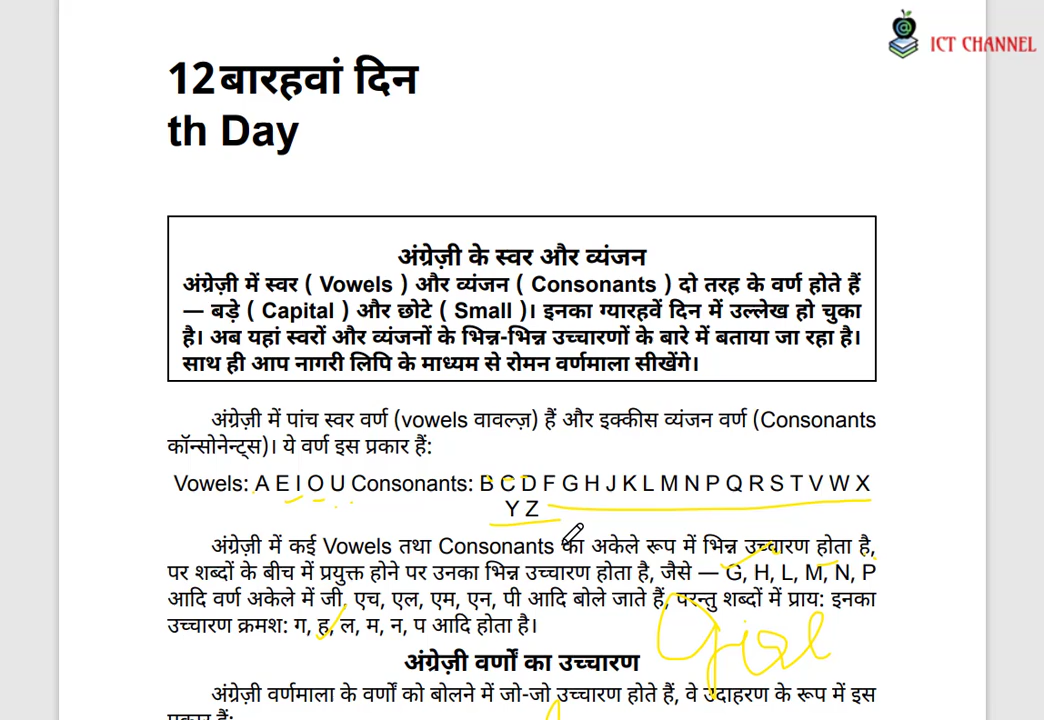 ICT CHANNEL
12बारहवां दिन
th Day
अंग्रेज़ी के स्वर और व्यंजन
अंग्रेज़ी में स्वर ( Vowels ) और व्यंजन ( Consonants ) दो तरह के वर्ण होते हैं
— बड़े ( Capital ) और छोटे ( Small )। इनका ग्यारहवें दिन में उल्लेख हो चुका
है। अब यहां स्वरों और व्यंजनों के भिन्न-भिन्न उच्चारणों के बारे में बताया जा रहा है।
साथ ही आप नागरी लिपि के माध्यम से रोमन वर्णमाला सीखेंगे।
अंग्रेज़ी में पांच स्वर वर्ण (vowels वावल्ज़) हैं और इक्कीस व्यंजन वर्ण (Consonants
कॉन्सोनेन्ट्स)। ये वर्ण इस प्रकार हैं:
Vowels: A E I O U Consonants: B C D F G H J K L M N P Q R S T V W X
Y Z
अंग्रेज़ी में कई Vowels तथा Consonants का अकेले रूप में भिन्न उच्चारण होता है,
पर शब्दों के बीच में प्रयुक्त होने पर उनका भिन्न उच्चारण होता है, जैसे — G, H, L, M, N, P
आदि वर्ण अकेले में जी, एच, एल, एम, एन, पी आदि बोले जाते हैं, परन्तु शब्दों में प्राय: इनका
उच्चारण क्रमश: ग, ह, ल, म, न, प आदि होता है।
Girl
अंग्रेज़ी वर्णों का उच्चारण
अंग्रेज़ी वर्णमाला के वर्णों को बोलने में जो-जो उच्चारण होते हैं, वे उदाहरण के रूप में इस
प्रकार हैं: